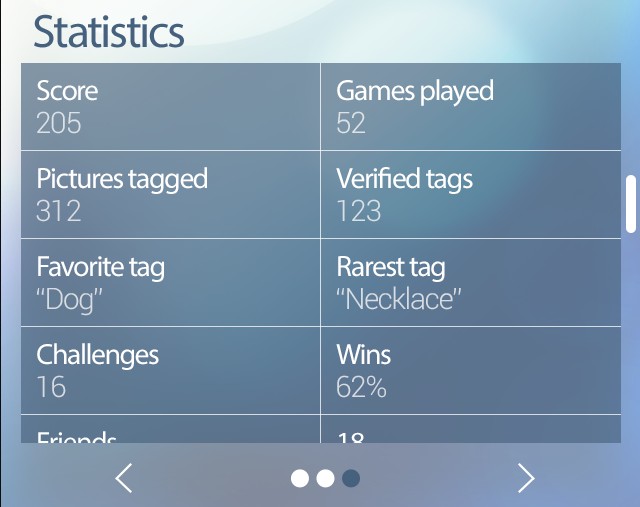 Statistics
Score
205
Games played
52
Pictures tagged
312
Verified tags
123
Favorite tag
“Dog”
Rarest tag
“Necklace”
Challenges
16
Wins
62%
Friends
18